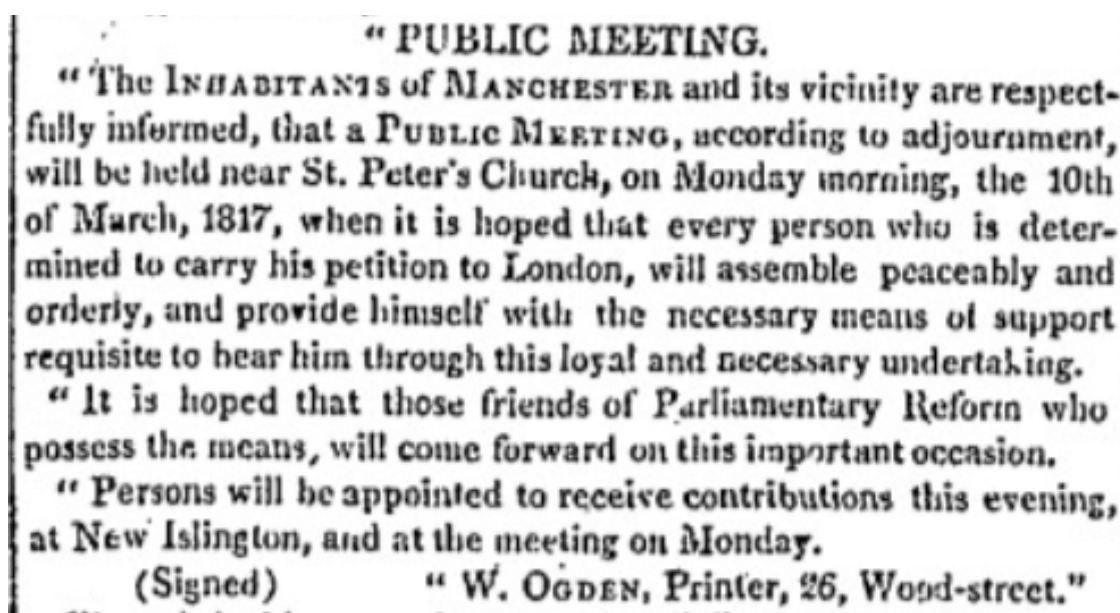 “PUBLIC MEETING.
“The INHABITANTS of MANCHESTER and its vicinity are respect-
fully informed, that a PUBLIC MEETING, according to adjournment,
will be held near St. Peter's Church, on Monday morning, the 10th
of March, 1817, when it is hoped that every person who is deter-
mined to carry his petition to London, will assemble peaceably and
orderly, and provide himself with the necessary means of support
requisite to bear him through this loyal and necessary undertaking.
“It is hoped that those friends of Parliamentary Reform who
possess the means, will come forward on this important occasion.
“Persons will be appointed to receive contributions this evening,
at New Islington, and at the meeting on Monday.
(Signed) “W. OGDEN, Printer, 26, Wood-street.”